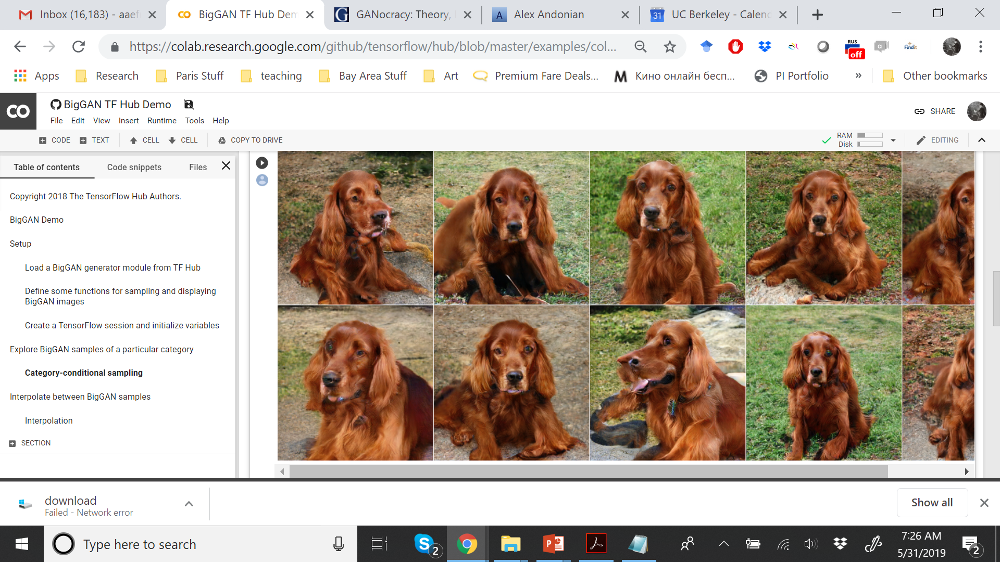 Inbox (16,183) - aaef
BigGAN TF Hub Dem
GANocracy: Theory,
Alex Andonian
31
UC Berkeley - Calend
https://colab.research.google.com/github/tensorflow/hub/blob/master/examples/col...
RUS
off
Findit
Apps
Research
Paris Stuff
teaching
Bay Area Stuff
Art
Premium Fare Deals...
Кино онлайн бесп...
PI Portfolio
»
Other bookmarks
CO
BigGAN TF Hub Demo
SHARE
File Edit View Insert Runtime Tools Help
CODE TEXT CELL CELL COPY TO DRIVE
RAM
Disk
EDITING
Table of contents Code snippets Files
Copyright 2018 The TensorFlow Hub Authors.
BigGAN Demo
Setup
Load a BigGAN generator module from TF Hub
Define some functions for sampling and displaying
BigGAN images
Create a TensorFlow session and initialize variables
Explore BigGAN samples of a particular category
Category-conditional sampling
Interpolate between BigGAN samples
Interpolation
SECTION
download
Failed - Network error
Show all
Type here to search
2
7:26 AM
5/31/2019
2